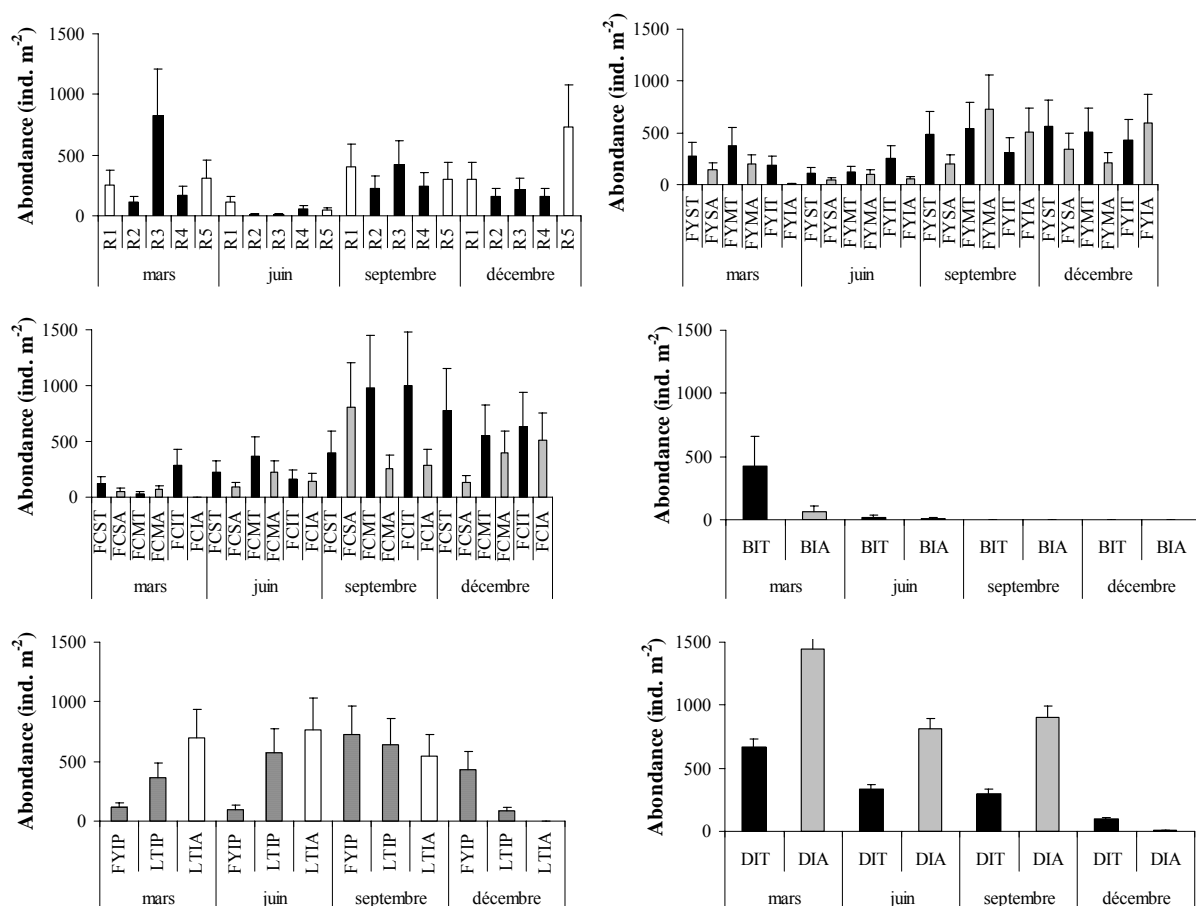 Abondance (ind. m-2)
1500
1000
500
0
R1 R2 R3 R4 R5 R1 R2 R3 R4 R5 R1 R2 R3 R4 R5 R1 R2 R3 R4 R5
mars juin septembre décembre
Abondance (ind. m-2)
1500
1000
500
0
FYST FYSA FYMT FYMA FYIT FYIA FYST FYSA FYMT FYMA FYIT FYIA FYST FYSA FYMT FYMA FYIT FYIA FYST FYSA FYMT FYMA FYIT FYIA
mars juin septembre décembre
Abondance (ind. m-2)
1500
1000
500
0
FCST FCSA FCMT FCMA FCIT FCIA FCST FCSA FCMT FCMA FCIT FCIA FCST FCSA FCMT FCMA FCIT FCIA FCST FCSA FCMT FCMA FCIT FCIA
mars juin septembre décembre
Abondance (ind. m-2)
1500
1000
500
0
BIT BIA BIT BIA BIT BIA BIT BIA
mars juin septembre décembre
Abondance (ind. m-2)
1500
1000
500
0
FYIP LTIP LTIA FYIP LTIP LTIA FYIP LTIP LTIA FYIP LTIP LTIA
mars juin septembre décembre
Abondance (ind. m-2)
1500
1000
500
0
DIT DIA DIT DIA DIT DIA DIT DIA
mars juin septembre décembre